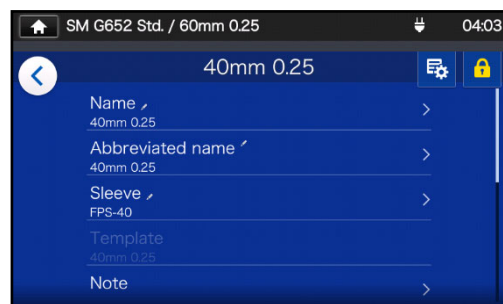 SM G652 Std. / 60mm 0.25 04:03
40mm 0.25
Name
40mm 0.25
Abbreviated name
40mm 0.25
Sleeve
FPS-40
Template
40mm 0.25
Note